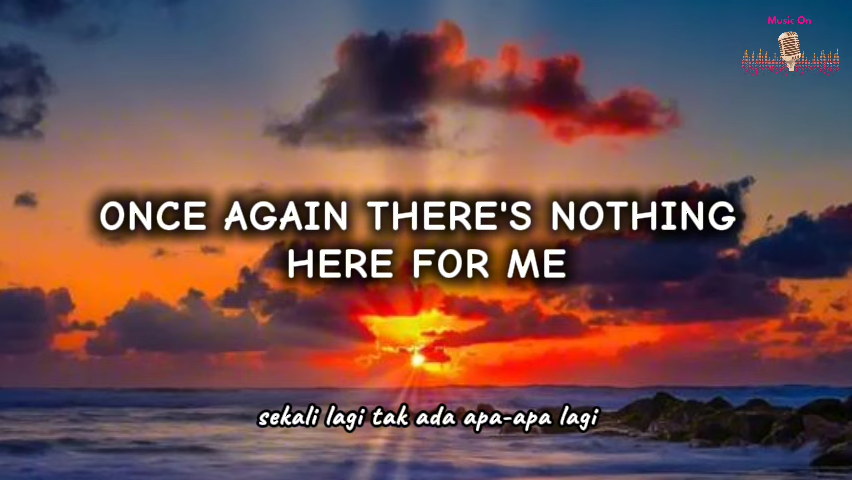 Music On
ONCE AGAIN THERE'S NOTHING
HERE FOR ME
sekali lagi tak ada apa-apa lagi